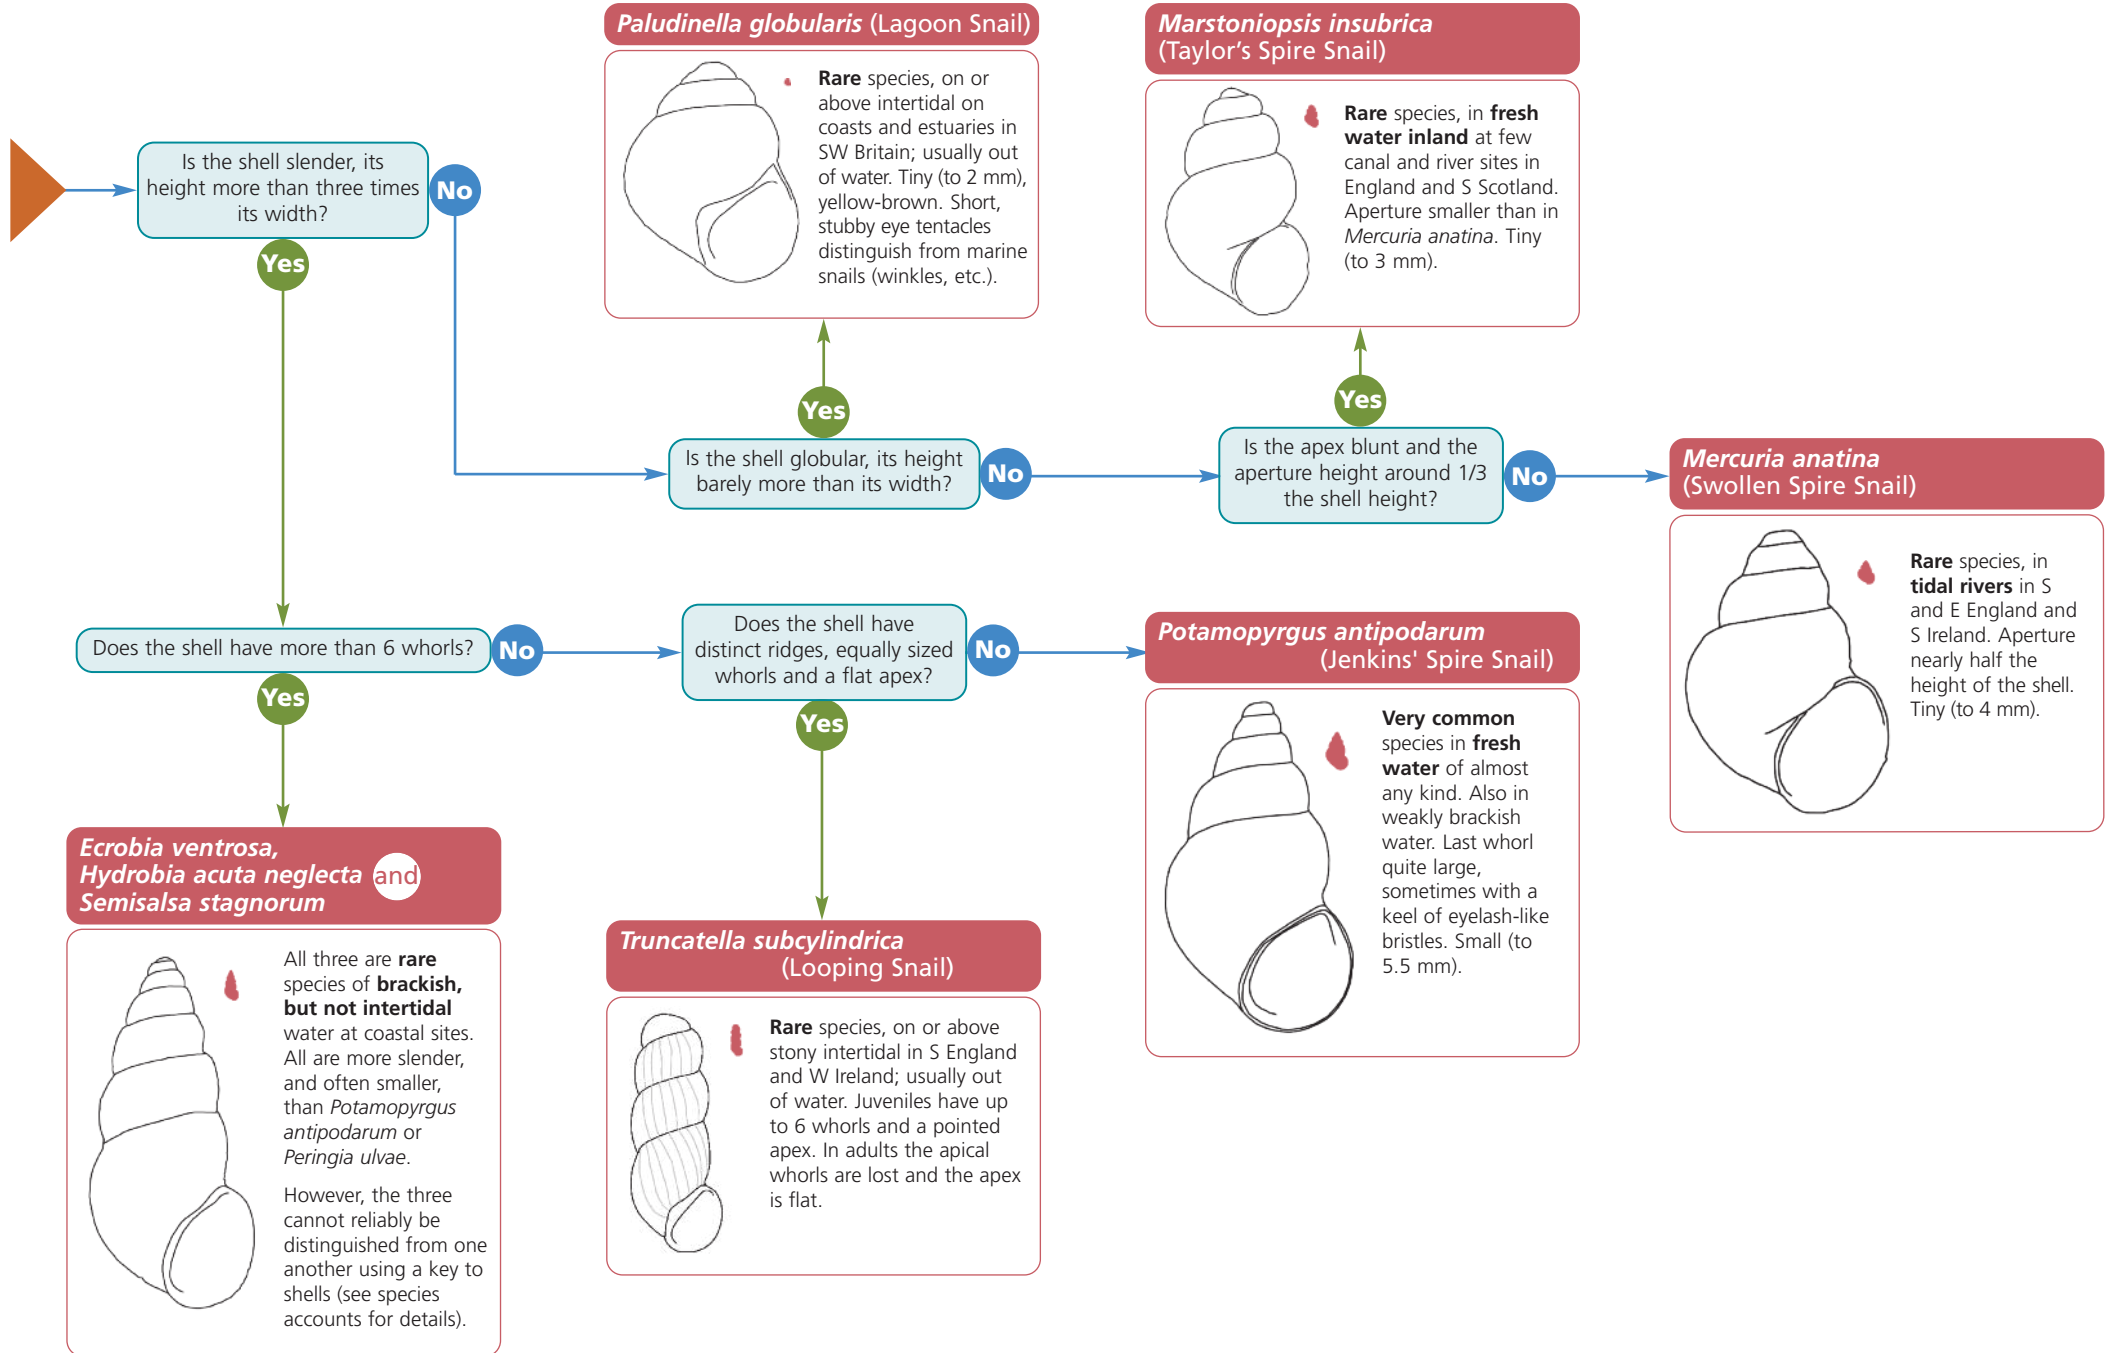 Is the shell slender, its
height more than three times
its width?
No
Yes
Paludinella globularis (Lagoon Snail)
Rare species, on or
above intertidal on
coasts and estuaries in
SW Britain; usually out
of water. Tiny (to 2 mm),
yellow-brown. Short,
stubby eye tentacles
distinguish from marine
snails (winkles, etc.).
Yes
Is the shell globular, its height
barely more than its width?
No
Marstoniopsis insubrica
(Taylor's Spire Snail)
Rare species, in fresh
water inland at few
canal and river sites in
England and S Scotland.
Aperture smaller than in
Mercuria anatina. Tiny
(to 3 mm).
Yes
Is the apex blunt and the
aperture height around 1/3
the shell height?
No
Mercuria anatina
(Swollen Spire Snail)
Rare species, in
tidal rivers in S
and E England and
S Ireland. Aperture
nearly half the
height of the shell.
Tiny (to 4 mm).
Does the shell have more than 6 whorls?
No
Yes
Does the shell have
distinct ridges, equally sized
whorls and a flat apex?
No
Yes
Potamopyrgus antipodarum
(Jenkins' Spire Snail)
Very common
species in fresh
water of almost
any kind. Also in
weakly brackish
water. Last whorl
quite large,
sometimes with a
keel of eyelash-like
bristles. Small (to
5.5 mm).
Ecrobia ventrosa,
Hydrobia acuta neglecta and
Semisalsa stagnorum
All three are rare
species of brackish,
but not intertidal
water at coastal sites.
All are more slender,
and often smaller,
than Potamopyrgus
antipodarum or
Peringia ulvae.
However, the three
cannot reliably be
distinguished from one
another using a key to
shells (see species
accounts for details).
Truncatella subcylindrica
(Looping Snail)
Rare species, on or above
stony intertidal in S England
and W Ireland; usually out
of water. Juveniles have up
to 6 whorls and a pointed
apex. In adults the apical
whorls are lost and the apex
is flat.